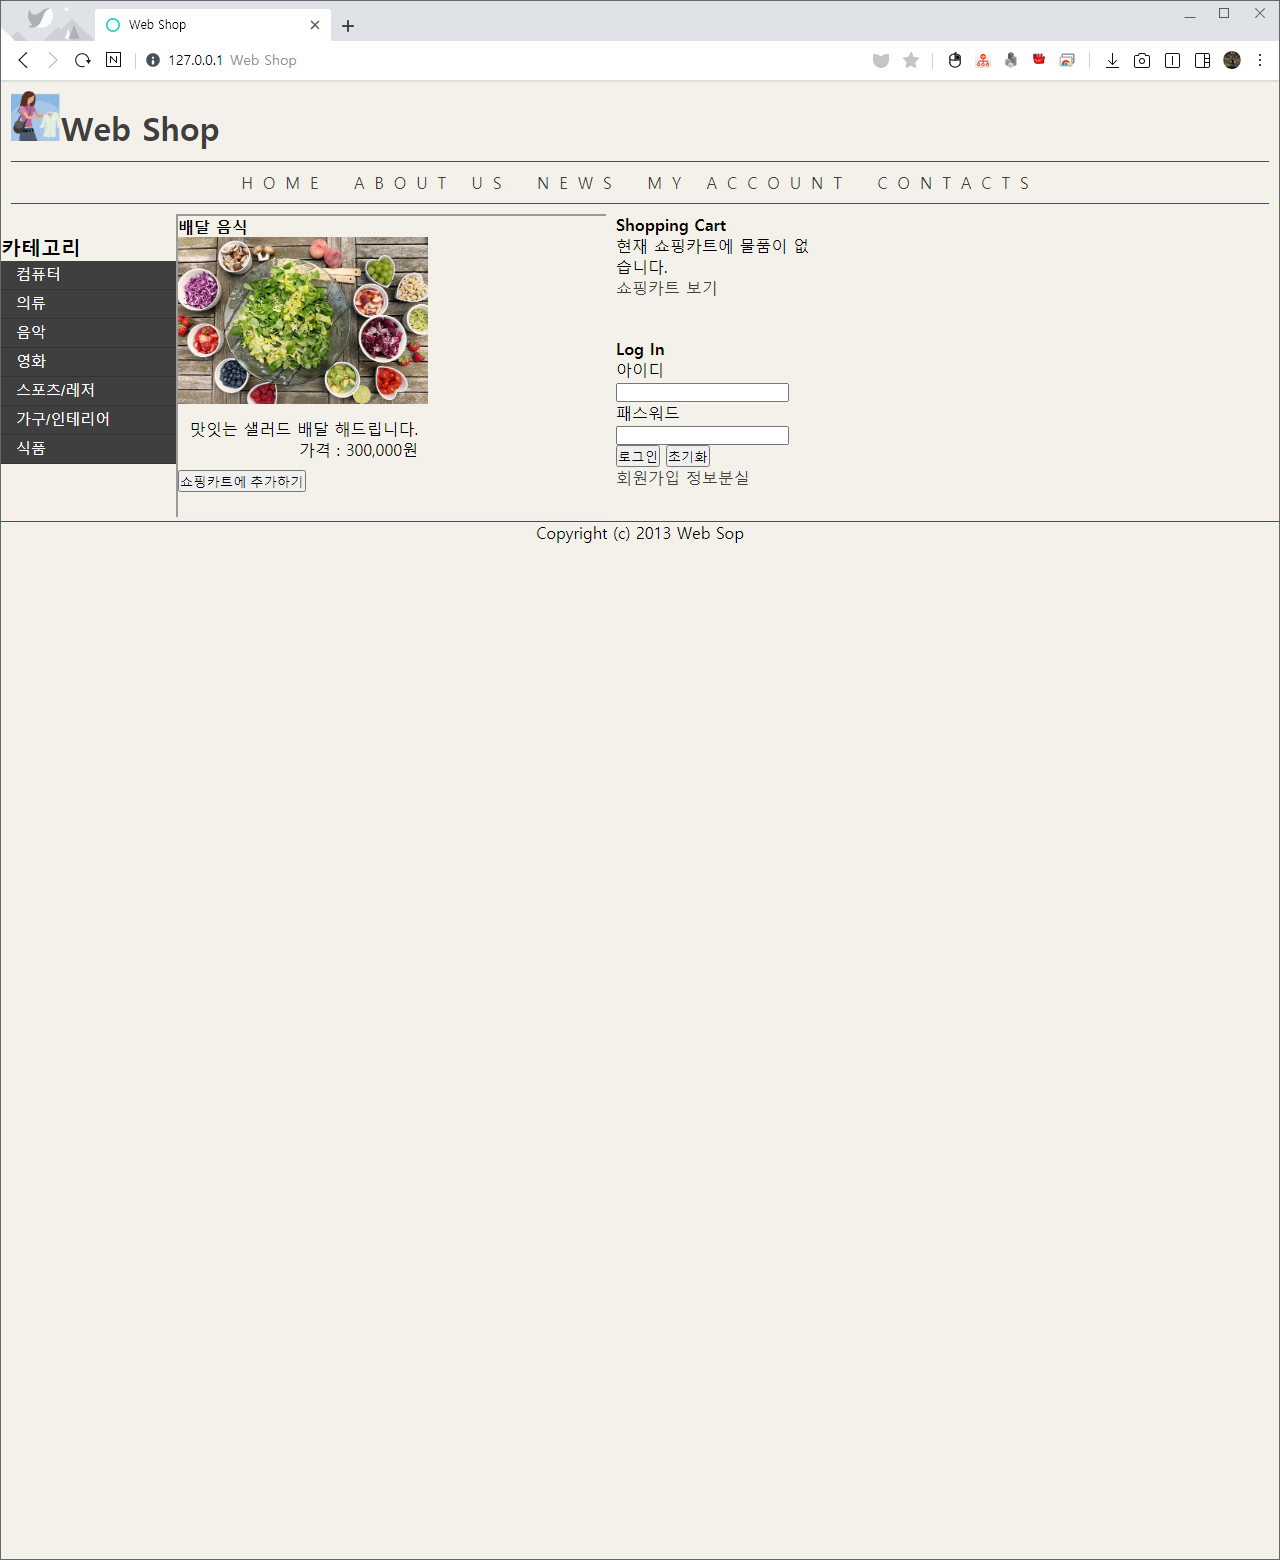 Web Shop
127.0.0.1 Web Shop
Web Shop
HOME ABOUT US NEWS MY ACCOUNT CONTACTS
카테고리
컴퓨터
의류
음악
영화
스포츠/레저
가구/인테리어
식품
배달 음식
맛잇는 샐러드 배달 해드립니다.
가격 : 300,000원
쇼핑카트에 추가하기
Shopping Cart
현재 쇼핑카트에 물품이 없
습니다.
쇼핑카트 보기
Log In
아이디
패스워드
로그인 초기화
회원가입 정보분실
Copyright (c) 2013 Web Sop